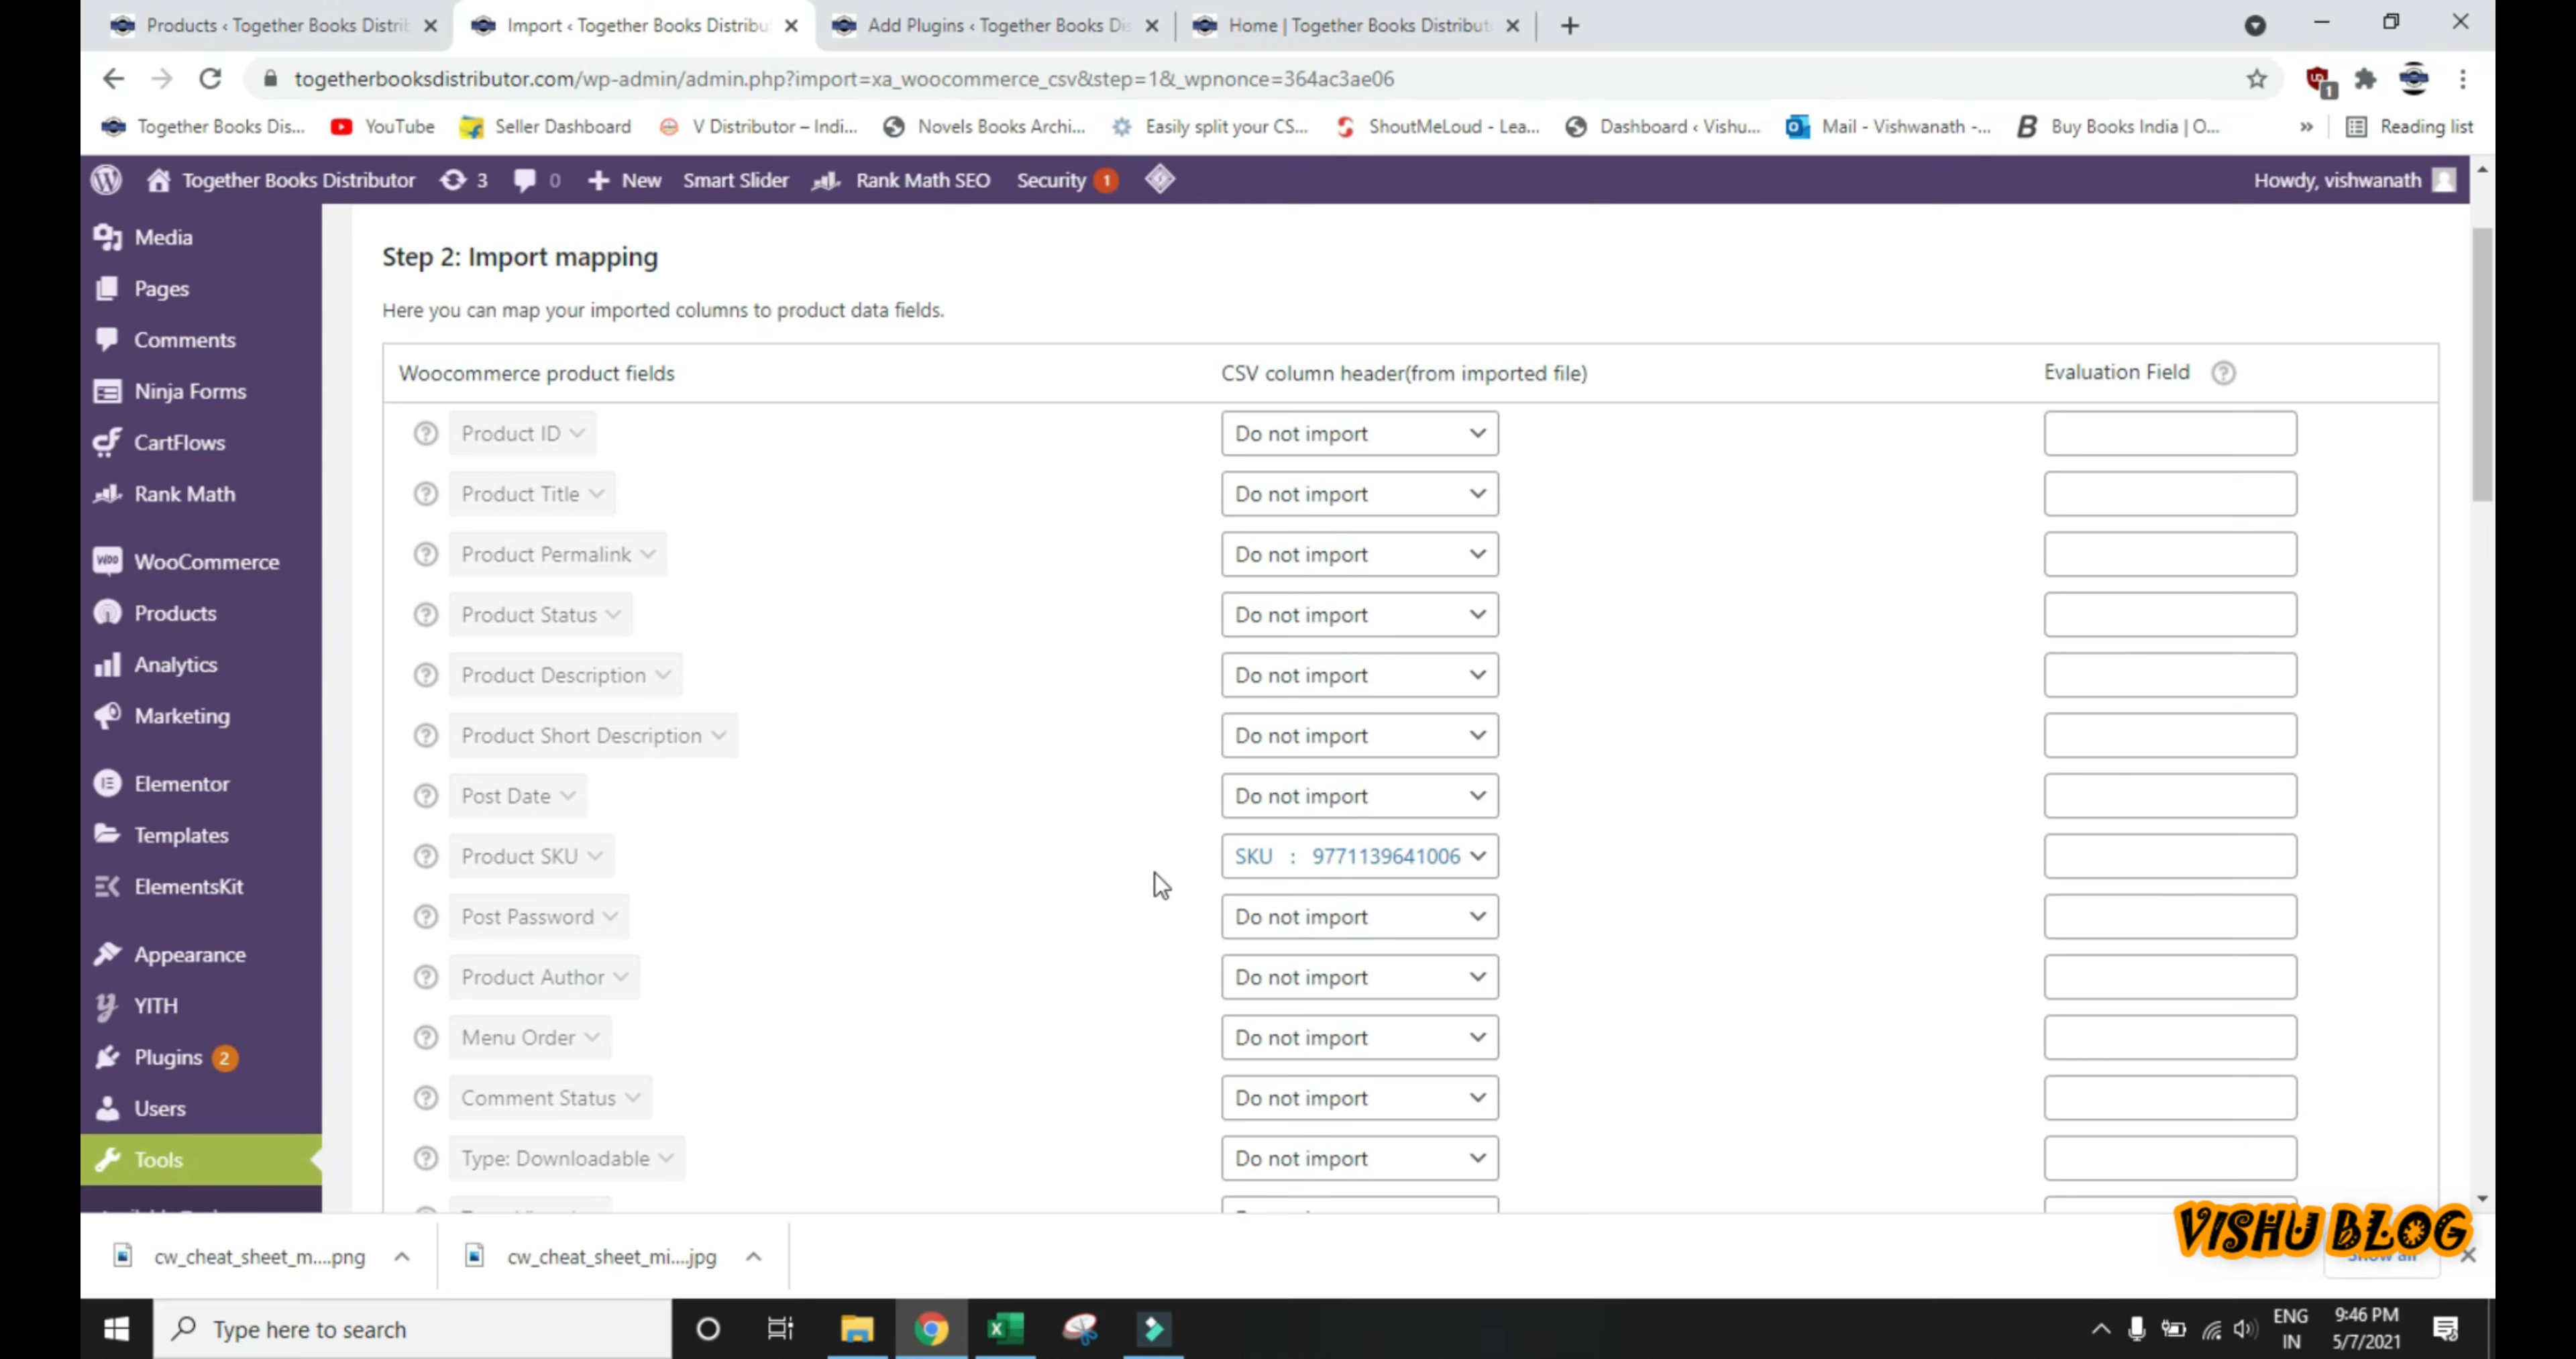 Products ‹ Together Books Distrib
Import ‹ Together Books Distribu
Add Plugins ‹ Together Books Dis
Home | Together Books Distribut
togetherbooksdistributor.com/wp-admin/admin.php?import=xa_woocommerce_csv&step=1&_wpnonce=364ac3ae06
1
Together Books Dis...
YouTube
Seller Dashboard
V Distributor – Indi...
Novels Books Archi...
Easily split your CS...
ShoutMeLoud - Lea...
Dashboard ‹ Vishu...
Mail - Vishwanath -...
Buy Books India | O...
Reading list
Together Books Distributor
3
0
New
Smart Slider
Rank Math SEO
Security 1
Howdy, vishwanath
Media
Pages
Comments
Ninja Forms
CartFlows
Rank Math
WooCommerce
Products
Analytics
Marketing
Elementor
Templates
ElementsKit
Appearance
YITH
Plugins 2
Users
Tools
Step 2: Import mapping
Here you can map your imported columns to product data fields.
Woocommerce product fields
CSV column header(from imported file)
Evaluation Field
Product ID Do not import
Product Title Do not import
Product Permalink Do not import
Product Status Do not import
Product Description Do not import
Product Short Description Do not import
Post Date Do not import
Product SKU SKU : 9771139641006
Post Password Do not import
Product Author Do not import
Menu Order Do not import
Comment Status Do not import
Type: Downloadable Do not import
VISHU BLOG
cw_cheat_sheet_m....png
cw_cheat_sheet_mi....jpg
Show all
Type here to search
ENG
IN
9:46 PM
5/7/2021